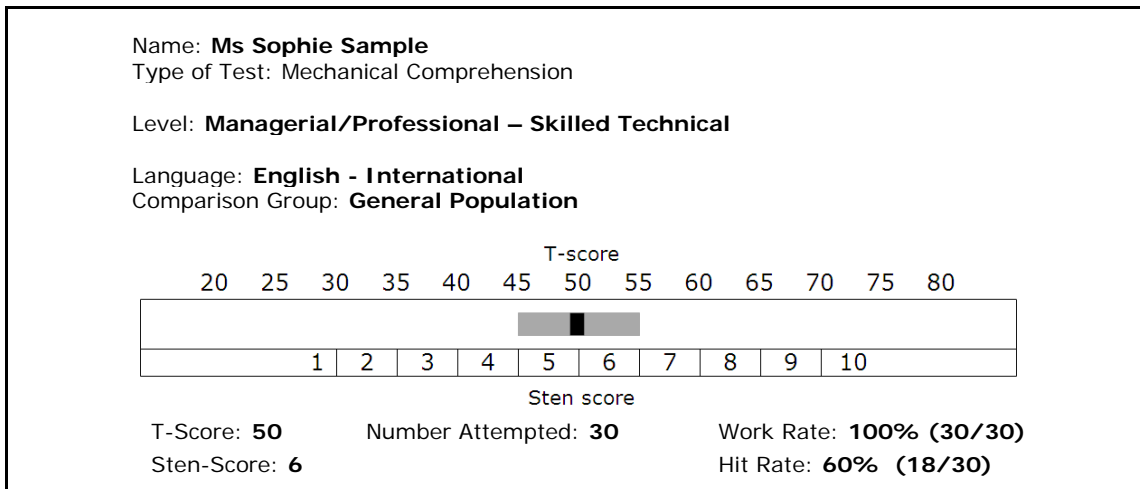 Name: Ms Sophie Sample
Type of Test: Mechanical Comprehension
Level: Managerial/Professional – Skilled Technical
Language: English - International
Comparison Group: General Population
T-score
20 25 30 35 40 45 50 55 60 65 70 75 80
1 2 3 4 5 6 7 8 9 10
Sten score
T-Score: 50 Number Attempted: 30 Work Rate: 100% (30/30)
Sten-Score: 6 Hit Rate: 60% (18/30)